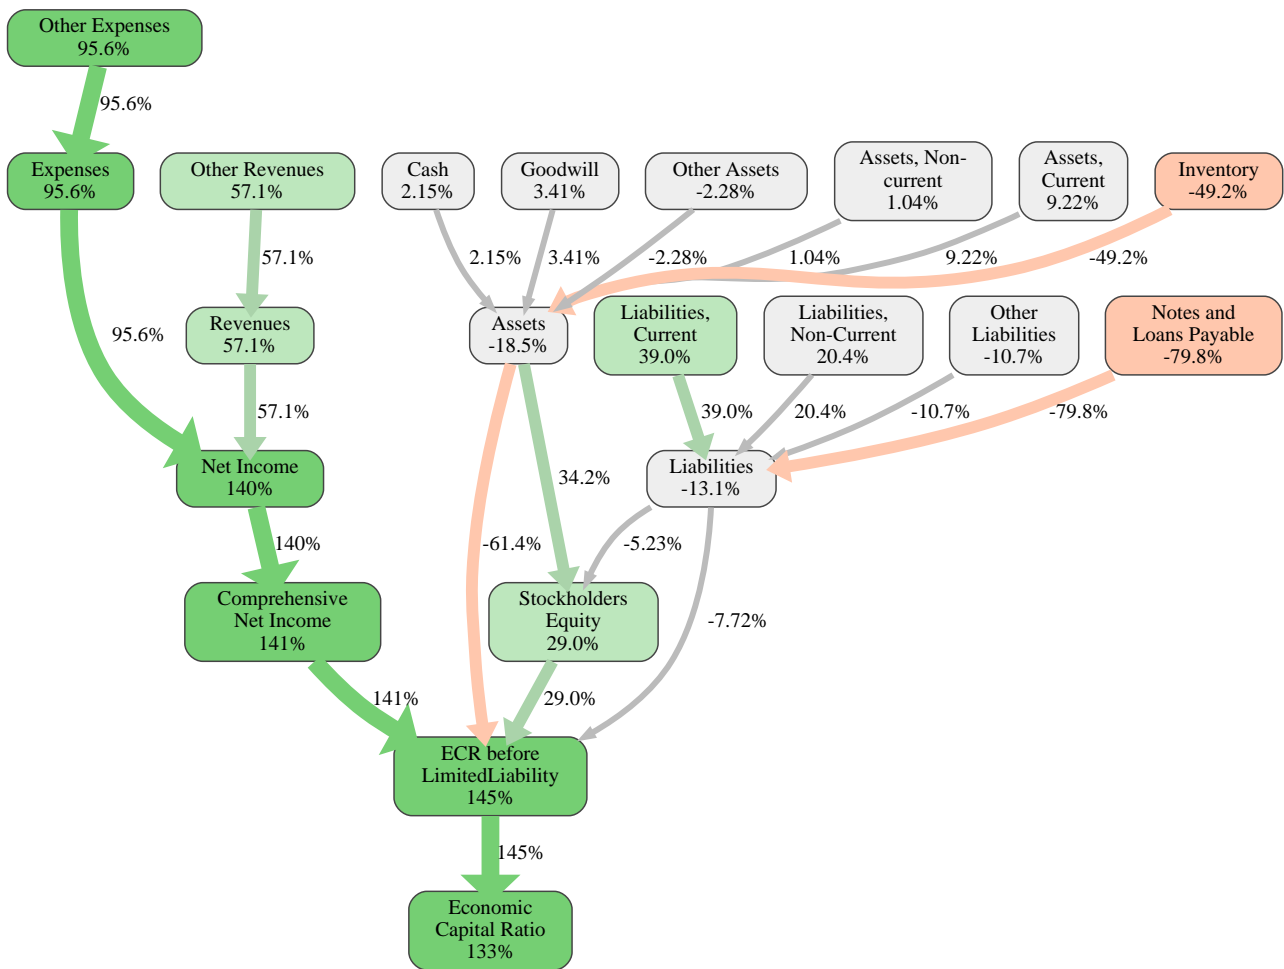 Other Expenses
95.6%
95.6%
Expenses
95.6%
Other Revenues
57.1%
Cash
2.15%
Goodwill
3.41%
Other Assets
-2.28%
Assets, Non-
current
1.04%
Assets,
Current
9.22%
Inventory
-49.2%
57.1%
2.15%
3.41%
-2.28%
1.04%
9.22%
-49.2%
95.6%
Revenues
57.1%
Assets
-18.5%
Liabilities,
Current
39.0%
Liabilities,
Non-Current
20.4%
Other
Liabilities
-10.7%
Notes and
Loans Payable
-79.8%
57.1%
39.0%
20.4%
-10.7%
-79.8%
Net Income
140%
34.2%
Liabilities
-13.1%
140%
-61.4%
-5.23%
Comprehensive
Net Income
141%
Stockholders
Equity
29.0%
-7.72%
141%
29.0%
ECR before
LimitedLiability
145%
145%
Economic
Capital Ratio
133%